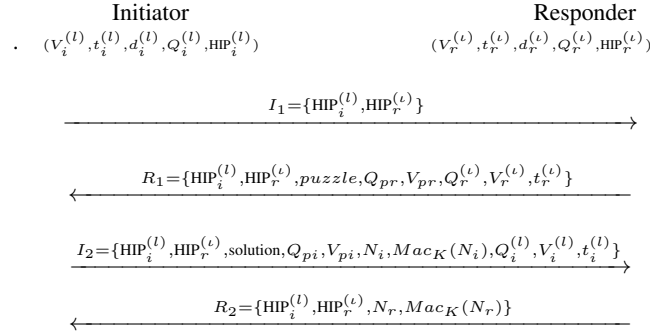 Initiator Responder
. (V_i^{(l)},t_i^{(l)},d_i^{(l)},Q_i^{(l)},HIP_i^{(l)}) (V_r^{(ι)},t_r^{(ι)},d_r^{(ι)},Q_r^{(ι)},HIP_r^{(ι)})
I_1={HIP_i^{(l)},HIP_r^{(ι)}}
R_1={HIP_i^{(l)},HIP_r^{(ι)},puzzle,Q_{pr},V_{pr},Q_r^{(ι)},V_r^{(ι)},t_r^{(ι)}}
I_2={HIP_i^{(l)},HIP_r^{(ι)},solution,Q_{pi},V_{pi},N_i,Mac_K(N_i),Q_i^{(l)},V_i^{(l)},t_i^{(l)}}
R_2={HIP_i^{(l)},HIP_r^{(ι)},N_r,Mac_K(N_r)}